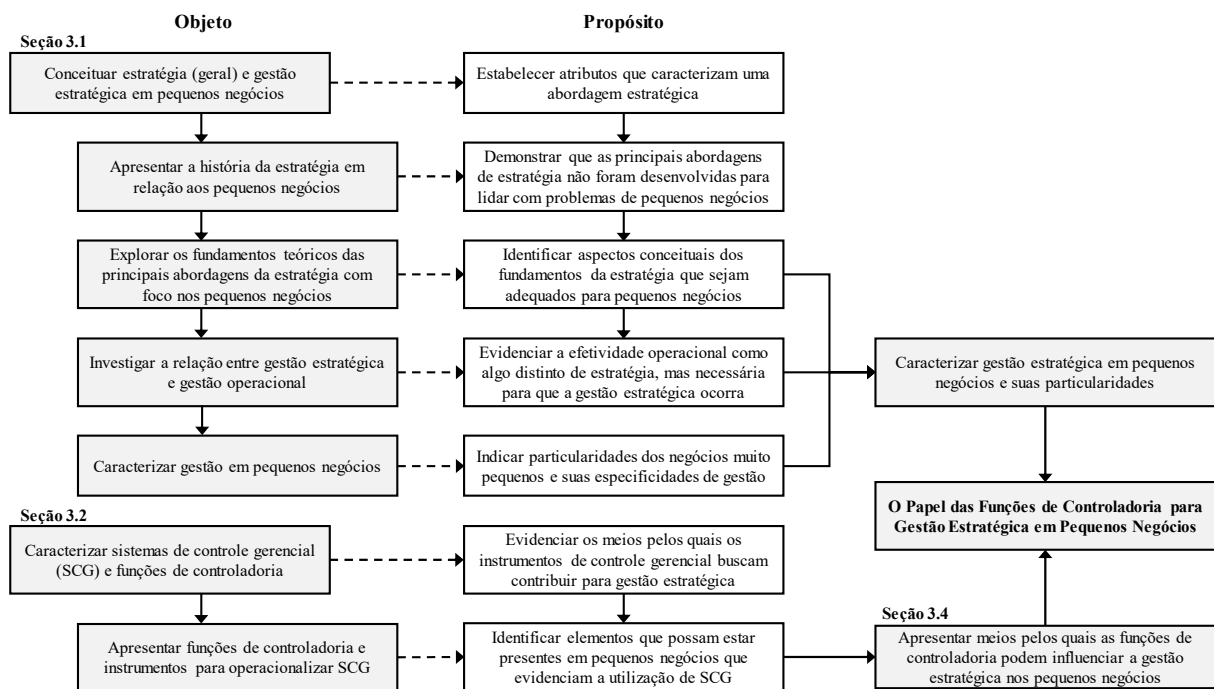 Objeto
Propósito
Seção 3.1
Conceituar estratégia (geral) e gestão
estratégica em pequenos negócios
Estabelecer atributos que caracterizam uma
abordagem estratégica
Apresentar a história da estratégia em
relação aos pequenos negócios
Demonstrar que as principais abordagens
de estratégia não foram desenvolvidas para
lidar com problemas de pequenos negócios
Explorar os fundamentos teóricos das
principais abordagens da estratégia com
foco nos pequenos negócios
Identificar aspectos conceituais dos
fundamentos da estratégia que sejam
adequados para pequenos negócios
Investigar a relação entre gestão estratégica
e gestão operacional
Evidenciar a efetividade operacional como
algo distinto de estratégia, mas necessária
para que a gestão estratégica ocorra
Caracterizar gestão estratégica em pequenos
negócios e suas particularidades
Caracterizar gestão em pequenos negócios
Indicar particularidades dos negócios muito
pequenos e suas especificidades de gestão
O Papel das Funções de Controladoria para
Gestão Estratégica em Pequenos Negócios
Seção 3.2
Caracterizar sistemas de controle gerencial
(SCG) e funções de controladoria
Evidenciar os meios pelos quais os
instrumentos de controle gerencial buscam
contribuir para gestão estratégica
Apresentar funções de controladoria e
instrumentos para operacionalizar SCG
Identificar elementos que possam estar
presentes em pequenos negócios que
evidenciam a utilização de SCG
Seção 3.4
Apresentar meios pelos quais as funções de
controladoria podem influenciar a gestão
estratégica nos pequenos negócios